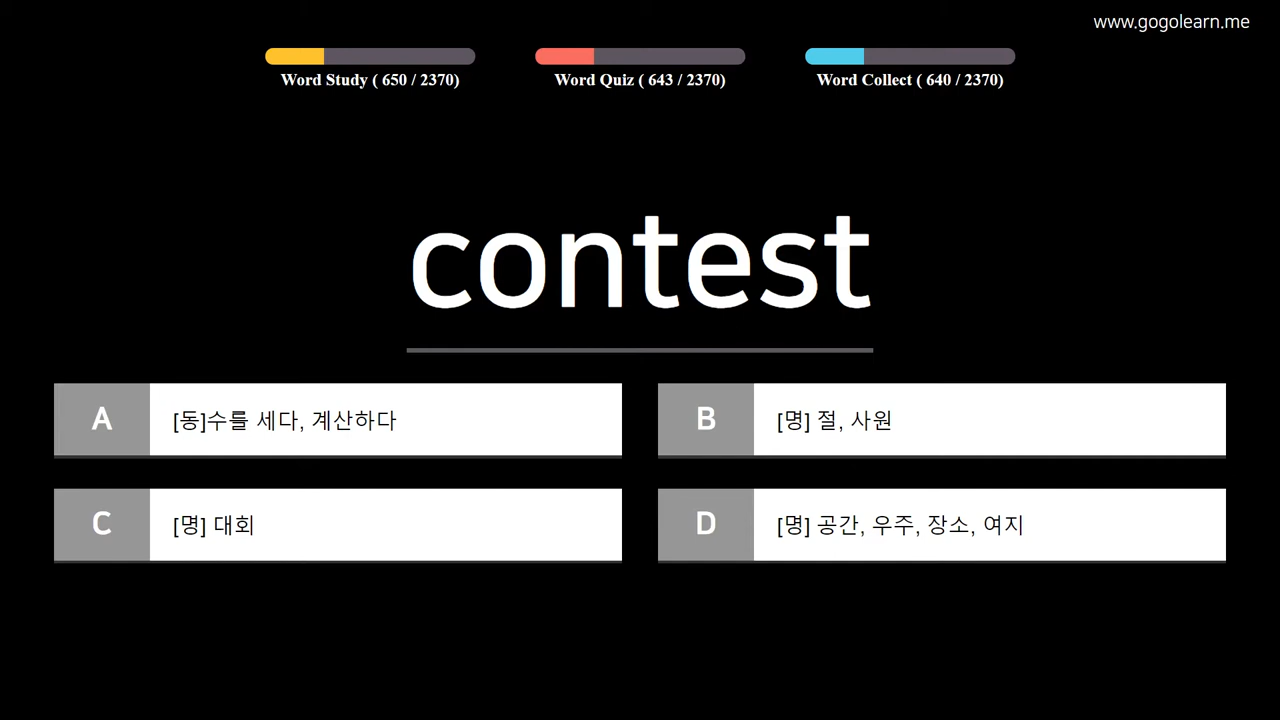 www.gogolearn.me
Word Study ( 650 / 2370)
Word Quiz ( 643 / 2370)
Word Collect ( 640 / 2370)
contest
A
[동]수를 세다, 계산하다
B
[명] 절, 사원
C
[명] 대회
D
[명] 공간, 우주, 장소, 여지